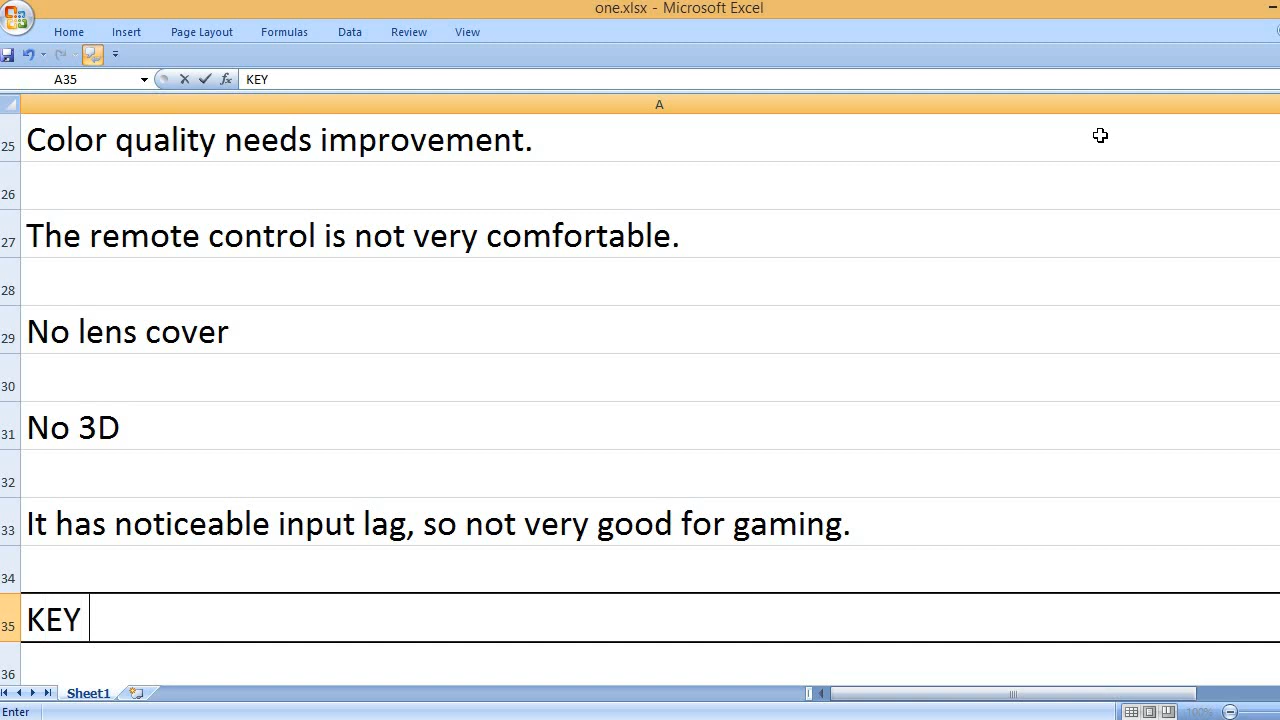 one.xlsx - Microsoft Excel
Home Insert Page Layout Formulas Data Review View
A35 fx KEY
A
25 Color quality needs improvement.
26
27 The remote control is not very comfortable.
28
29 No lens cover
30
31 No 3D
32
33 It has noticeable input lag, so not very good for gaming.
34
35 KEY
36
Sheet1
Enter 100%